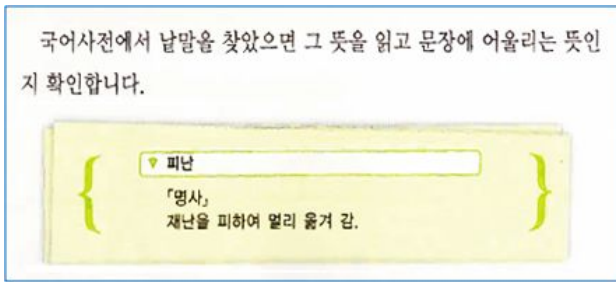 국어사전에서 낱말을 찾았으면 그 뜻을 읽고 문장에 어울리는 뜻인
지 확인합니다.
피난
「명사」
재난을 피하여 멀리 옮겨 감.